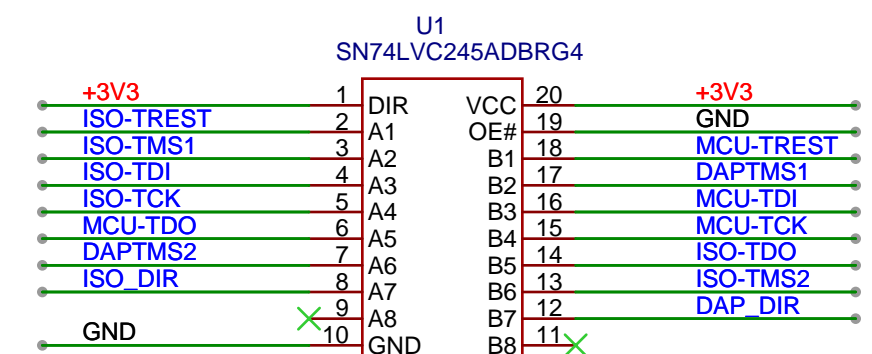 U1
SN74LVC245ADBRG4
+3V3 1 DIR VCC 20 +3V3
ISO-TREST 2 A1 OE# 19 GND
ISO-TMS1 3 A2 B1 18 MCU-TREST
ISO-TDI 4 A3 B2 17 DAPTMS1
ISO-TCK 5 A4 B3 16 MCU-TDI
MCU-TDO 6 A5 B4 15 MCU-TCK
DAPTMS2 7 A6 B5 14 ISO-TDO
ISO_DIR 8 A7 B6 13 ISO-TMS2
9 A8 B7 12 DAP_DIR
GND 10 GND B8 11